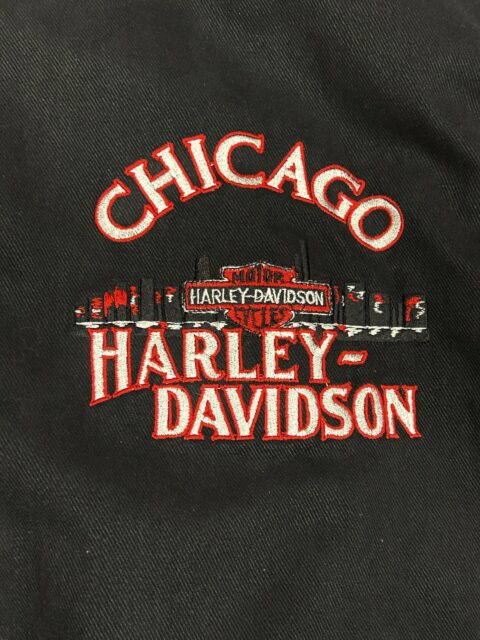 CHICAGO
MOTOR
HARLEY-DAVIDSON
CYCLES
HARLEY-
DAVIDSON